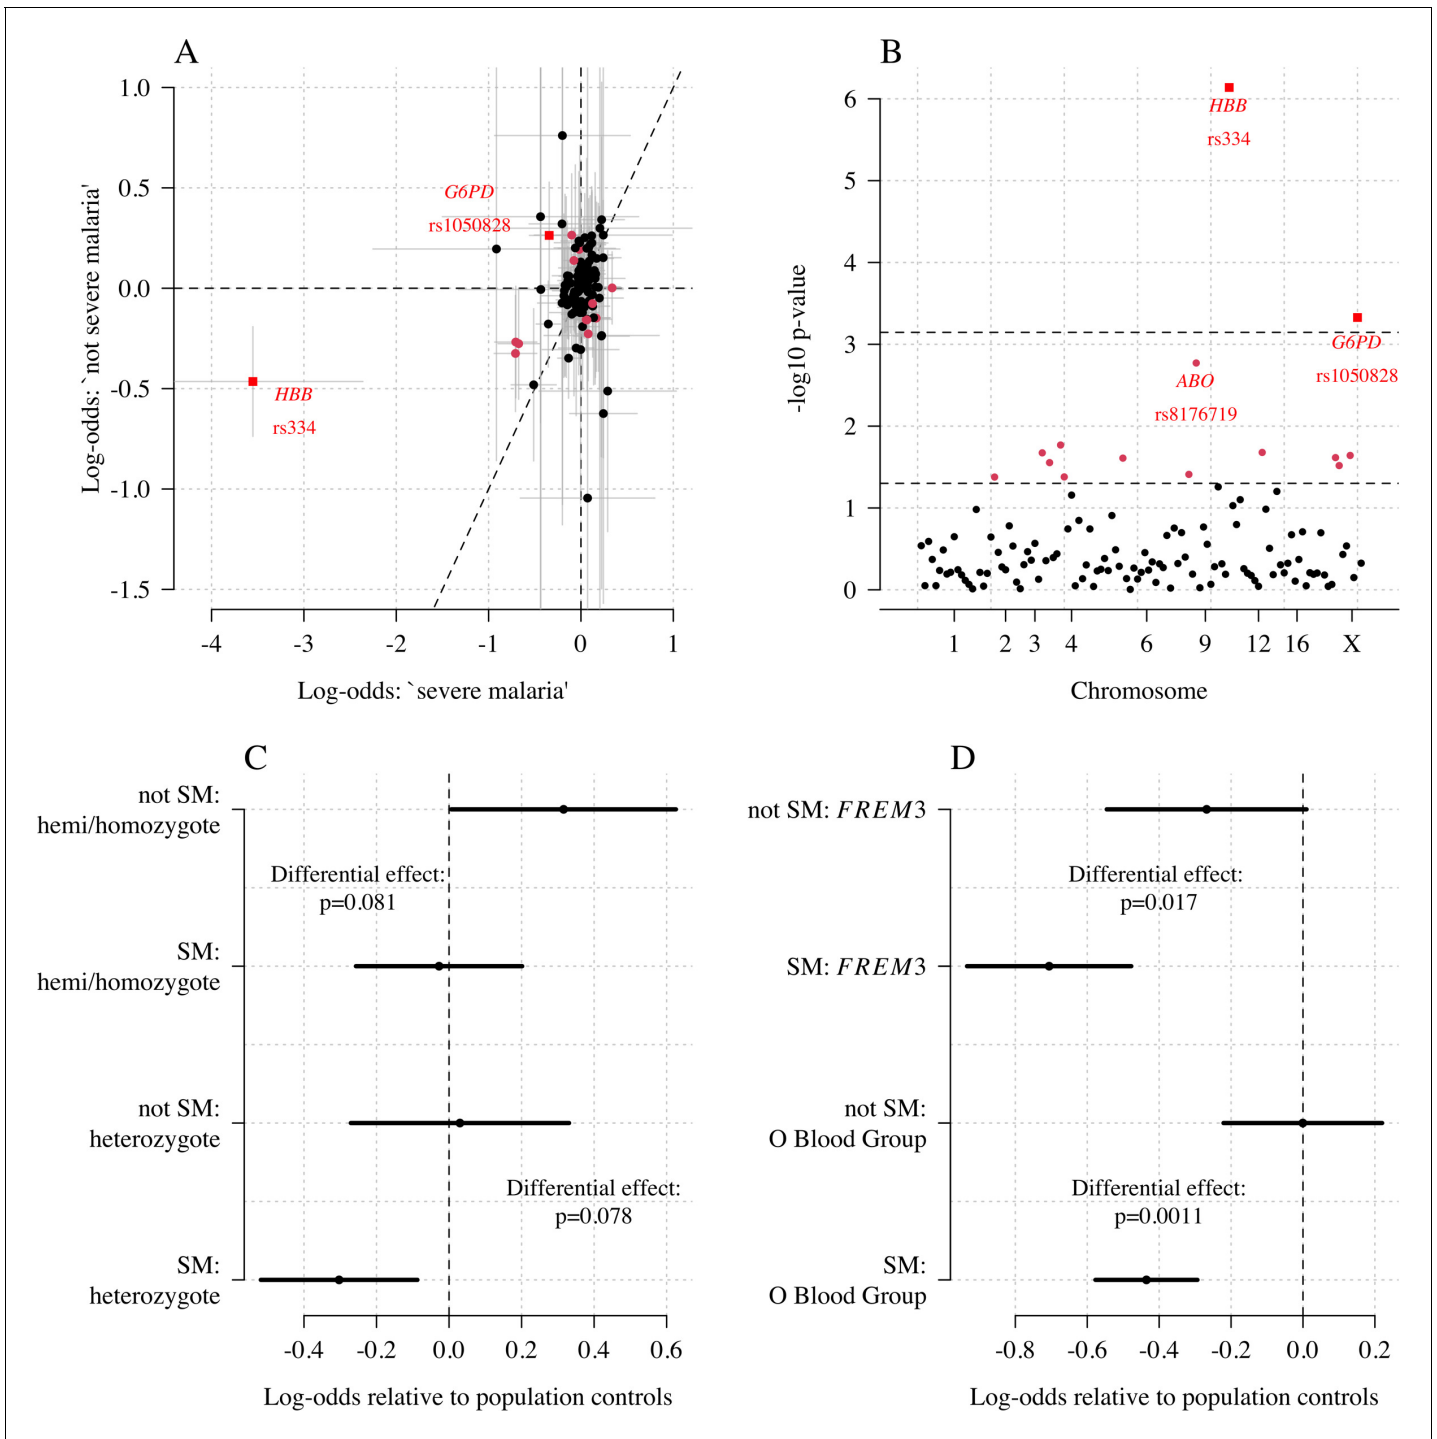 A
1.0
0.5
0.0
-0.5
-1.0
-1.5
Log-odds: `not severe malaria'
G6PD
rs1050828
HBB
rs334
-4
-3
-2
-1
0
1
Log-odds: `severe malaria'
B
6
5
4
3
2
1
0
-log10 p-value
HBB
rs334
G6PD
rs1050828
ABO
rs8176719
1
2
3
4
6
9
12
16
X
Chromosome
C
not SM:
hemi/homozygote
Differential effect:
p=0.081
SM:
hemi/homozygote
not SM:
heterozygote
Differential effect:
p=0.078
SM:
heterozygote
-0.4
-0.2
0.0
0.2
0.4
0.6
Log-odds relative to population controls
D
not SM: FREM3
Differential effect:
p=0.017
SM: FREM3
not SM:
O Blood Group
Differential effect:
p=0.0011
SM:
O Blood Group
-0.8
-0.6
-0.4
-0.2
0.0
0.2
Log-odds relative to population controls